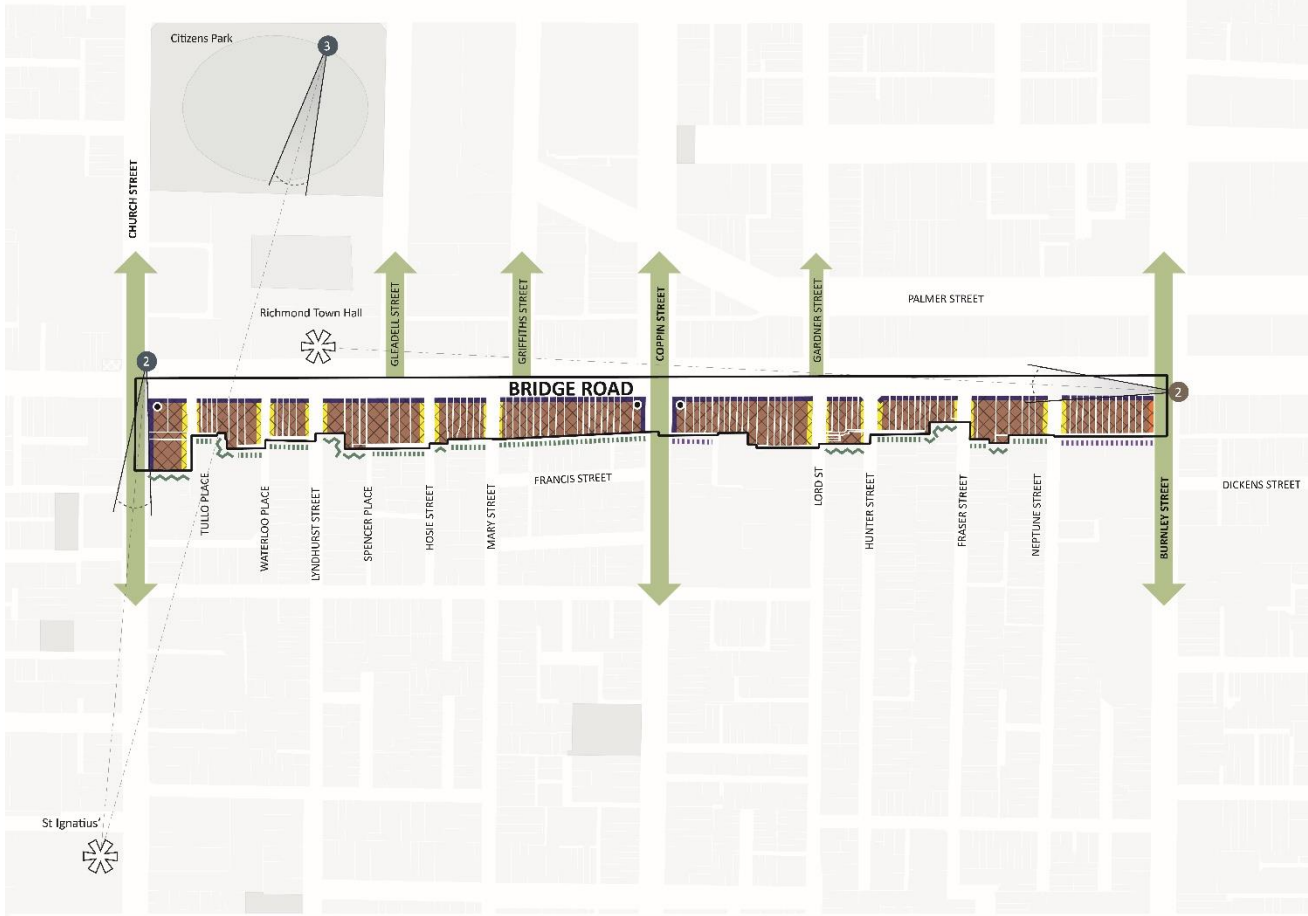 Citizens Park
3
CHURCH STREET
Richmond Town Hall
GLEADELL STREET
GRIFFITHS STREET
COPPIN STREET
GARDNER STREET
PALMER STREET
2
BRIDGE ROAD
2
TULLO PLACE
WATERLOO PLACE
LYNDHURST STREET
SPENCER PLACE
HOSIE STREET
MARY STREET
FRANCIS STREET
LORD ST
HUNTER STREET
FRASER STREET
NEPTUNE STREET
BURNLEY STREET
DICKENS STREET
St Ignatius'